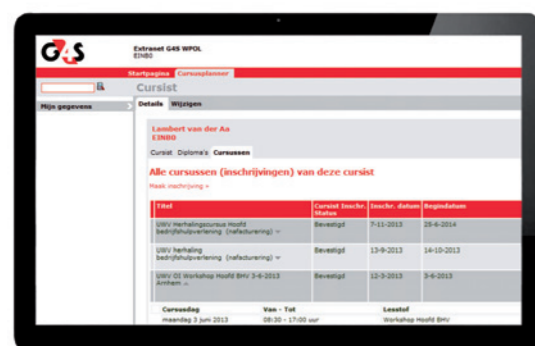 G4S
Extranet G4S WPOL
EINBO
Startpagina Cursusplanner
Cursist
Mijn gegevens
Details Wijzigen
Lambert van der Aa
EINBO
Cursist Diploma's Cursussen
Alle cursussen (inschrijvingen) van deze cursist
Maak inschrijving »
Titel Cursist Inschr. Status Inschr. datum Begindatum
UWV Herhalingscursus Hoofd bedrijfshulpverlening (nafacturering) Bevestigd 7-11-2013 25-6-2014
UWV herhaling bedrijfshulpverlening (nafacturering) Bevestigd 13-9-2013 14-10-2013
UWV O1 Workshop Hoofd BHV 3-6-2013 Arnhem Bevestigd 12-3-2013 3-6-2013
Cursusdag Van - Tot Lesstof
maandag 3 juni 2013 08:30 - 17:00 uur Workshop Hoofd BHV